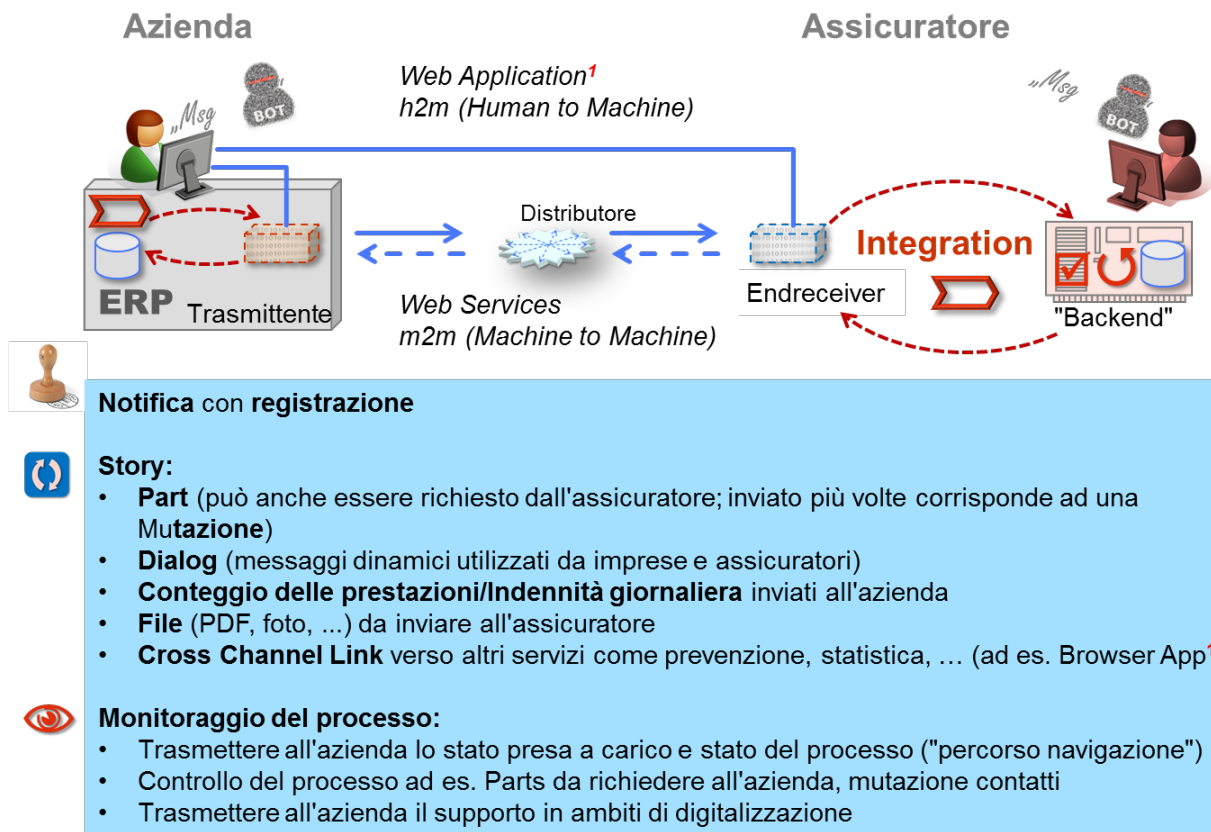 Azienda
Assicuratore
Web Application¹
h2m (Human to Machine)
„Msg
BOT
„Msg
BOT
Distributore
Integration
ERP
Trasmittente
Endreceiver
"Backend"
Web Services
m2m (Machine to Machine)
Notifica con registrazione
Story:
• Part (può anche essere richiesto dall'assicuratore; inviato più volte corrisponde ad una
Mutazione)
• Dialog (messaggi dinamici utilizzati da imprese e assicuratori)
• Conteggio delle prestazioni/Indennità giornaliera inviati all'azienda
• File (PDF, foto, ...) da inviare all'assicuratore
• Cross Channel Link verso altri servizi come prevenzione, statistica, … (ad es. Browser App¹
Monitoraggio del processo:
• Trasmettere all'azienda lo stato presa a carico e stato del processo ("percorso navigazione")
• Controllo del processo ad es. Parts da richiedere all'azienda, mutazione contatti
• Trasmettere all'azienda il supporto in ambiti di digitalizzazione